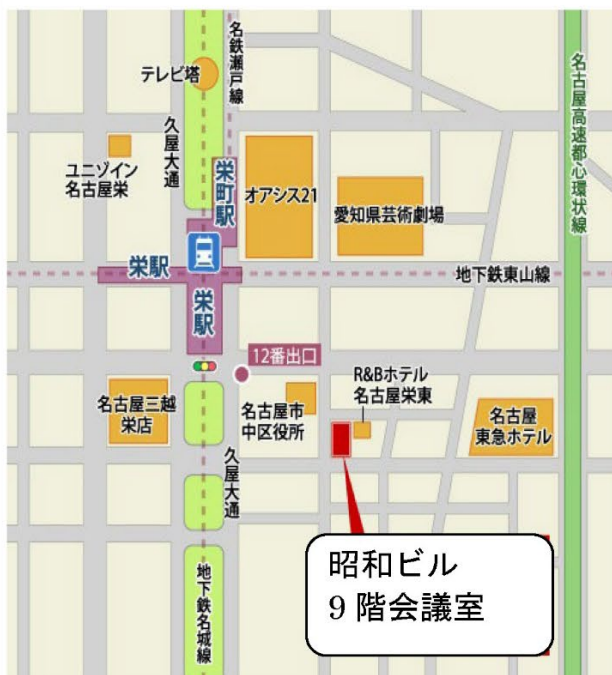 名鉄瀬戸線
テレビ塔
名古屋高速都心環状線
久屋大通
ユニゾイン
名古屋栄
栄町駅
オアシス21
愛知県芸術劇場
栄駅
地下鉄東山線
栄駅
12番出口
R&Bホテル
名古屋栄東
名古屋三越
栄店
名古屋市
中区役所
名古屋
東急ホテル
久屋大通
地下鉄名城線
昭和ビル
9 階会議室